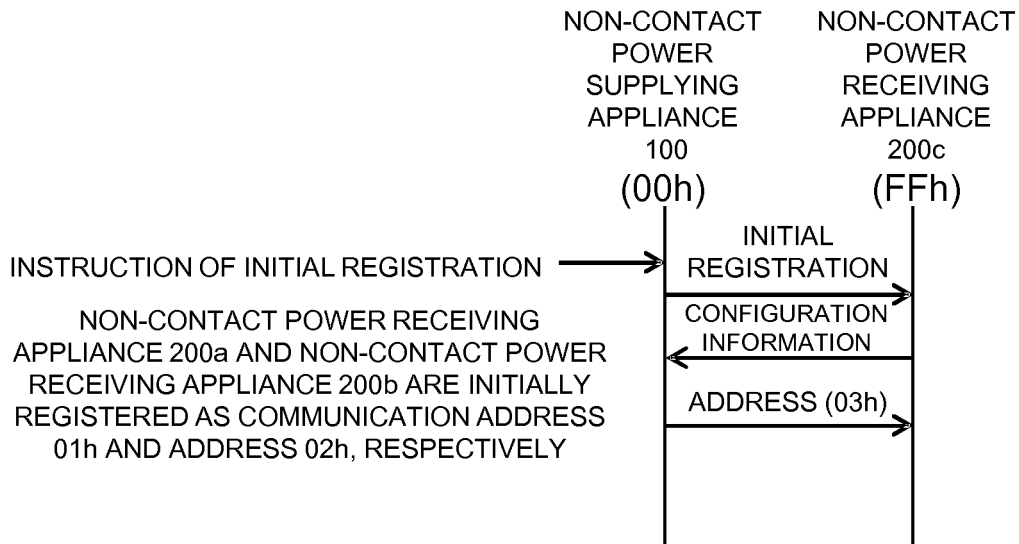 NON-CONTACT
POWER
SUPPLYING
APPLIANCE
100
(00h)
NON-CONTACT
POWER
RECEIVING
APPLIANCE
200c
(FFh)
INSTRUCTION OF INITIAL REGISTRATION
INITIAL
REGISTRATION
CONFIGURATION
INFORMATION
ADDRESS (03h)
NON-CONTACT POWER RECEIVING
APPLIANCE 200a AND NON-CONTACT POWER
RECEIVING APPLIANCE 200b ARE INITIALLY
REGISTERED AS COMMUNICATION ADDRESS
01h AND ADDRESS 02h, RESPECTIVELY